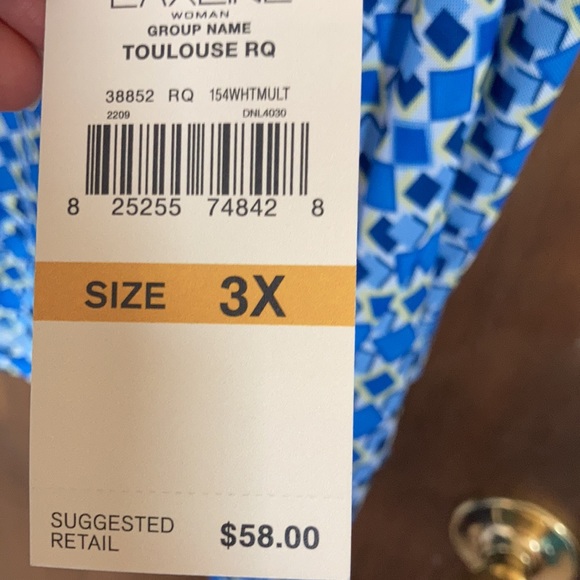 WOMAN
GROUP NAME
TOULOUSE RQ
38852 RQ 154WHTMULT
2209 DNL4030
8 25255 74842 8
SIZE 3X
SUGGESTED
RETAIL $58.00